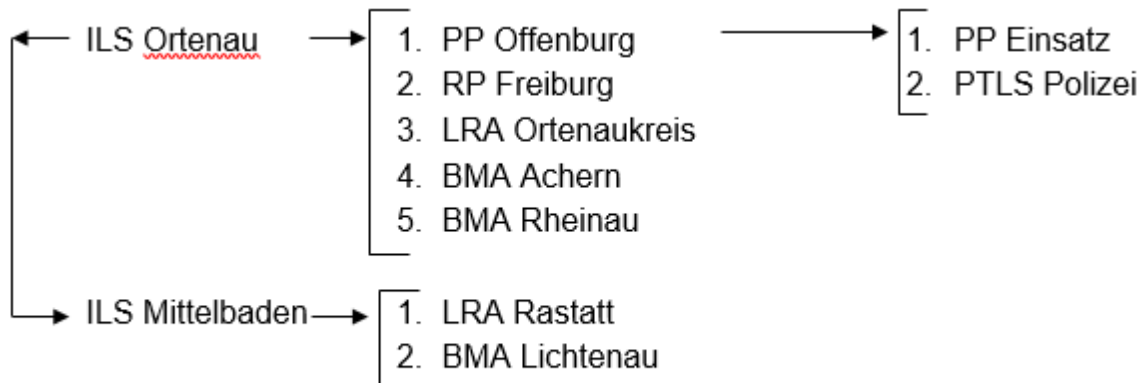 ILS Ortenau
1. PP Offenburg
2. RP Freiburg
3. LRA Ortenaukreis
4. BMA Achern
5. BMA Rheinau
1. PP Einsatz
2. PTLS Polizei
ILS Mittelbaden
1. LRA Rastatt
2. BMA Lichtenau